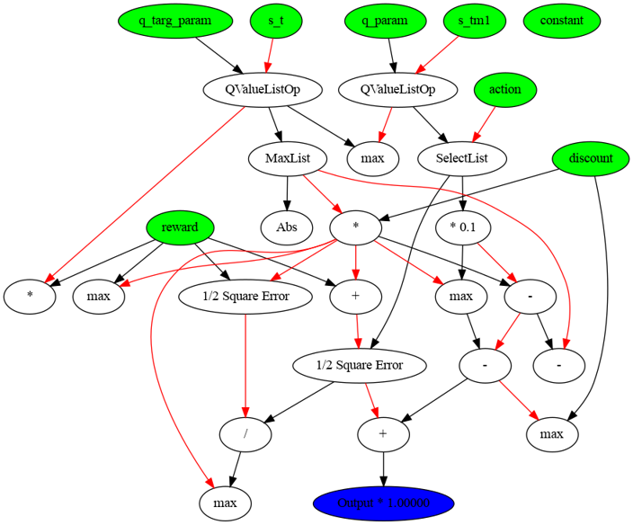 q_targ_param
s_t
q_param
s_tm1
constant
QValueListOp
QValueListOp
action
MaxList
max
SelectList
discount
Abs
reward
*
* 0.1
*
max
1/2 Square Error
+
max
-
1/2 Square Error
-
-
/
+
max
max
Output * 1.00000